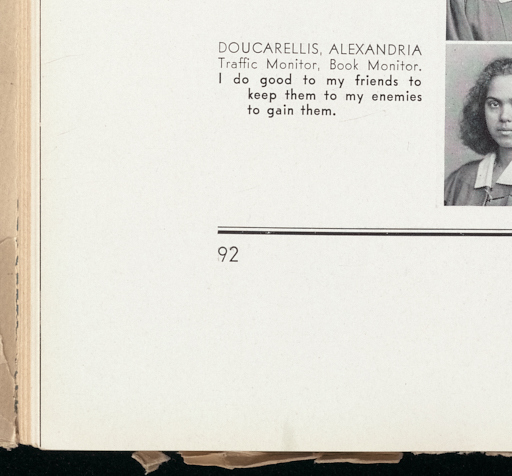 DOUCARELLIS, ALEXANDRIA
Traffic Monitor, Book Monitor.
I do good to my friends to
keep them to my enemies
to gain them.
92